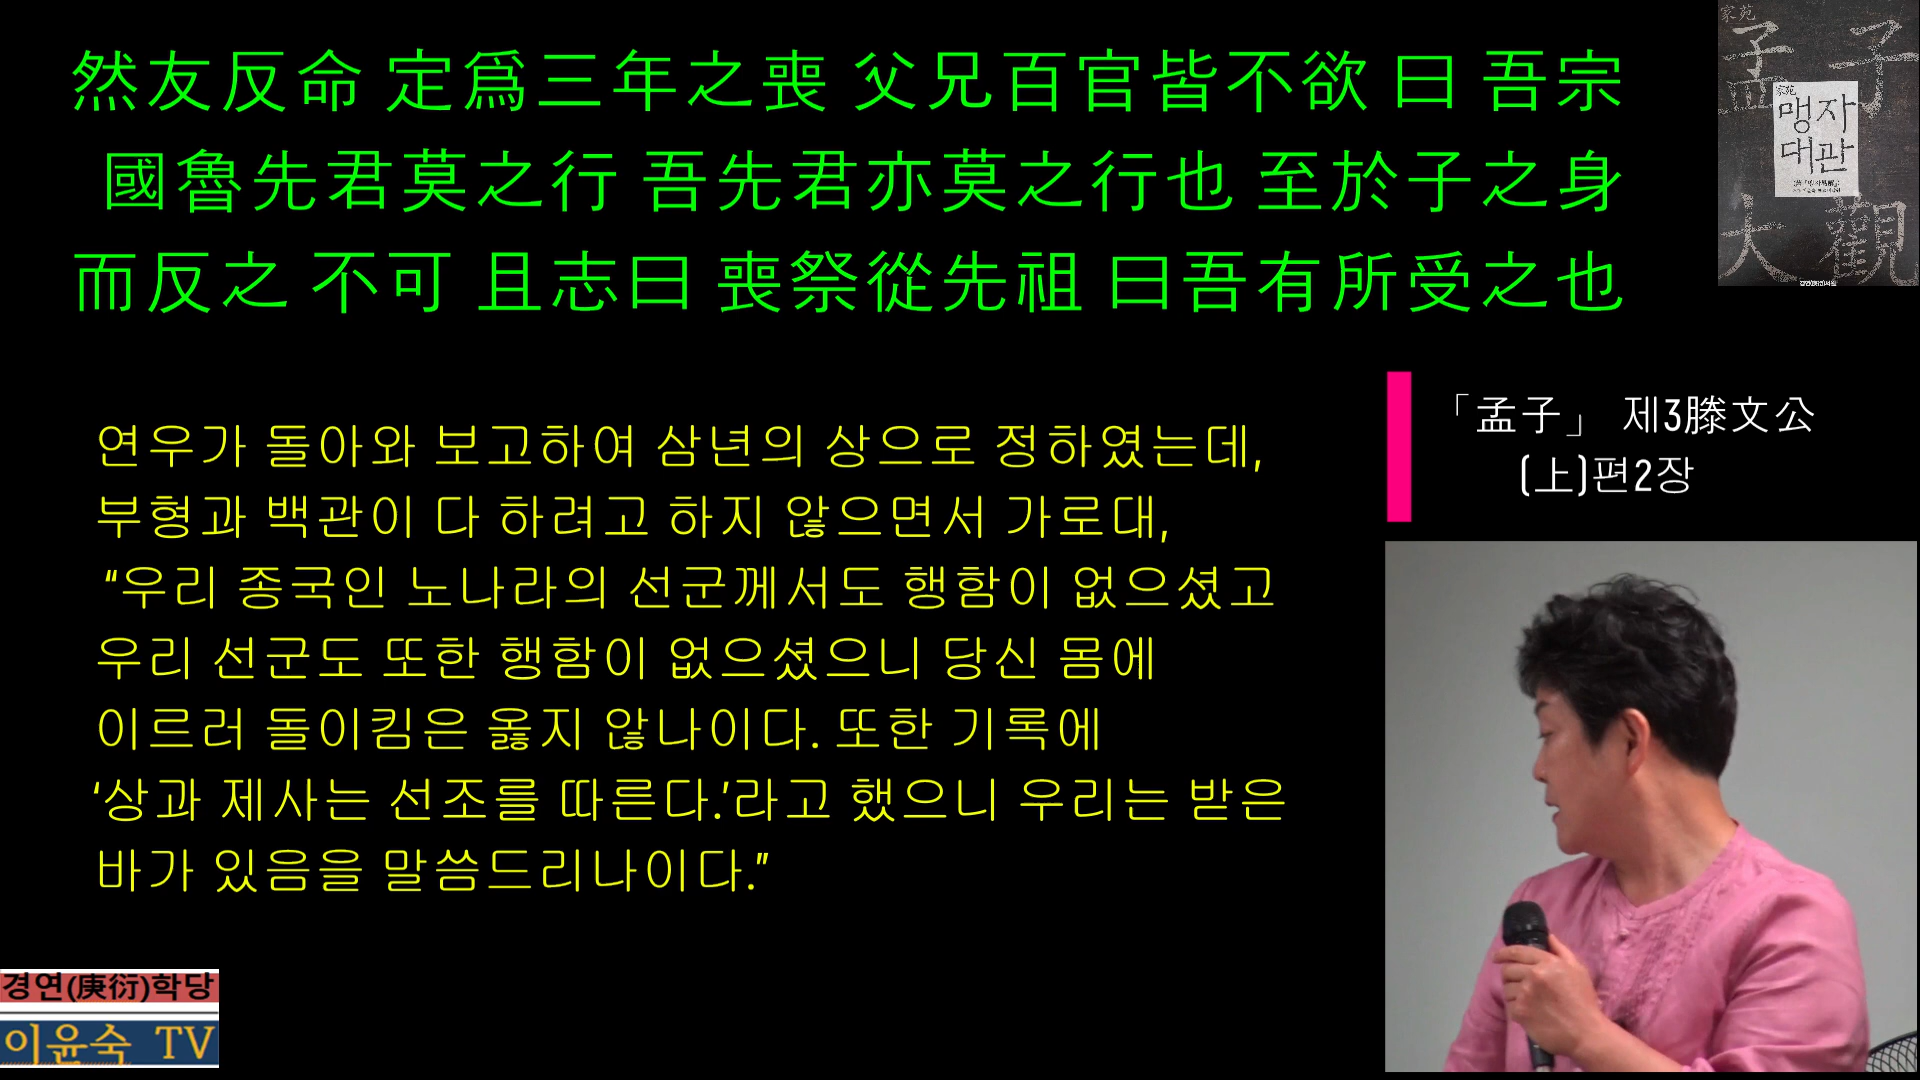 然友反命 定爲三年之喪 父兄百官皆不欲 曰 吾宗
國魯先君莫之行 吾先君亦莫之行也 至於子之身
而反之 不可 且志曰 喪祭從先祖 曰吾有所受之也
연우가 돌아와 보고하여 삼년의 상으로 정하였는데,
부형과 백관이 다 하려고 하지 않으면서 가로대,
“우리 종국인 노나라의 선군께서도 행함이 없으셨고
우리 선군도 또한 행함이 없으셨으니 당신 몸에
이르러 돌이킴은 옳지 않나이다. 또한 기록에
‘상과 제사는 선조를 따른다.’라고 했으니 우리는 받은
바가 있음을 말씀드리나이다.”
家苑
孟子
家苑
맹자
대관
大觀
「孟子」 제3滕文公
(上)편2장
경연(庚衍)학당
이윤숙 TV